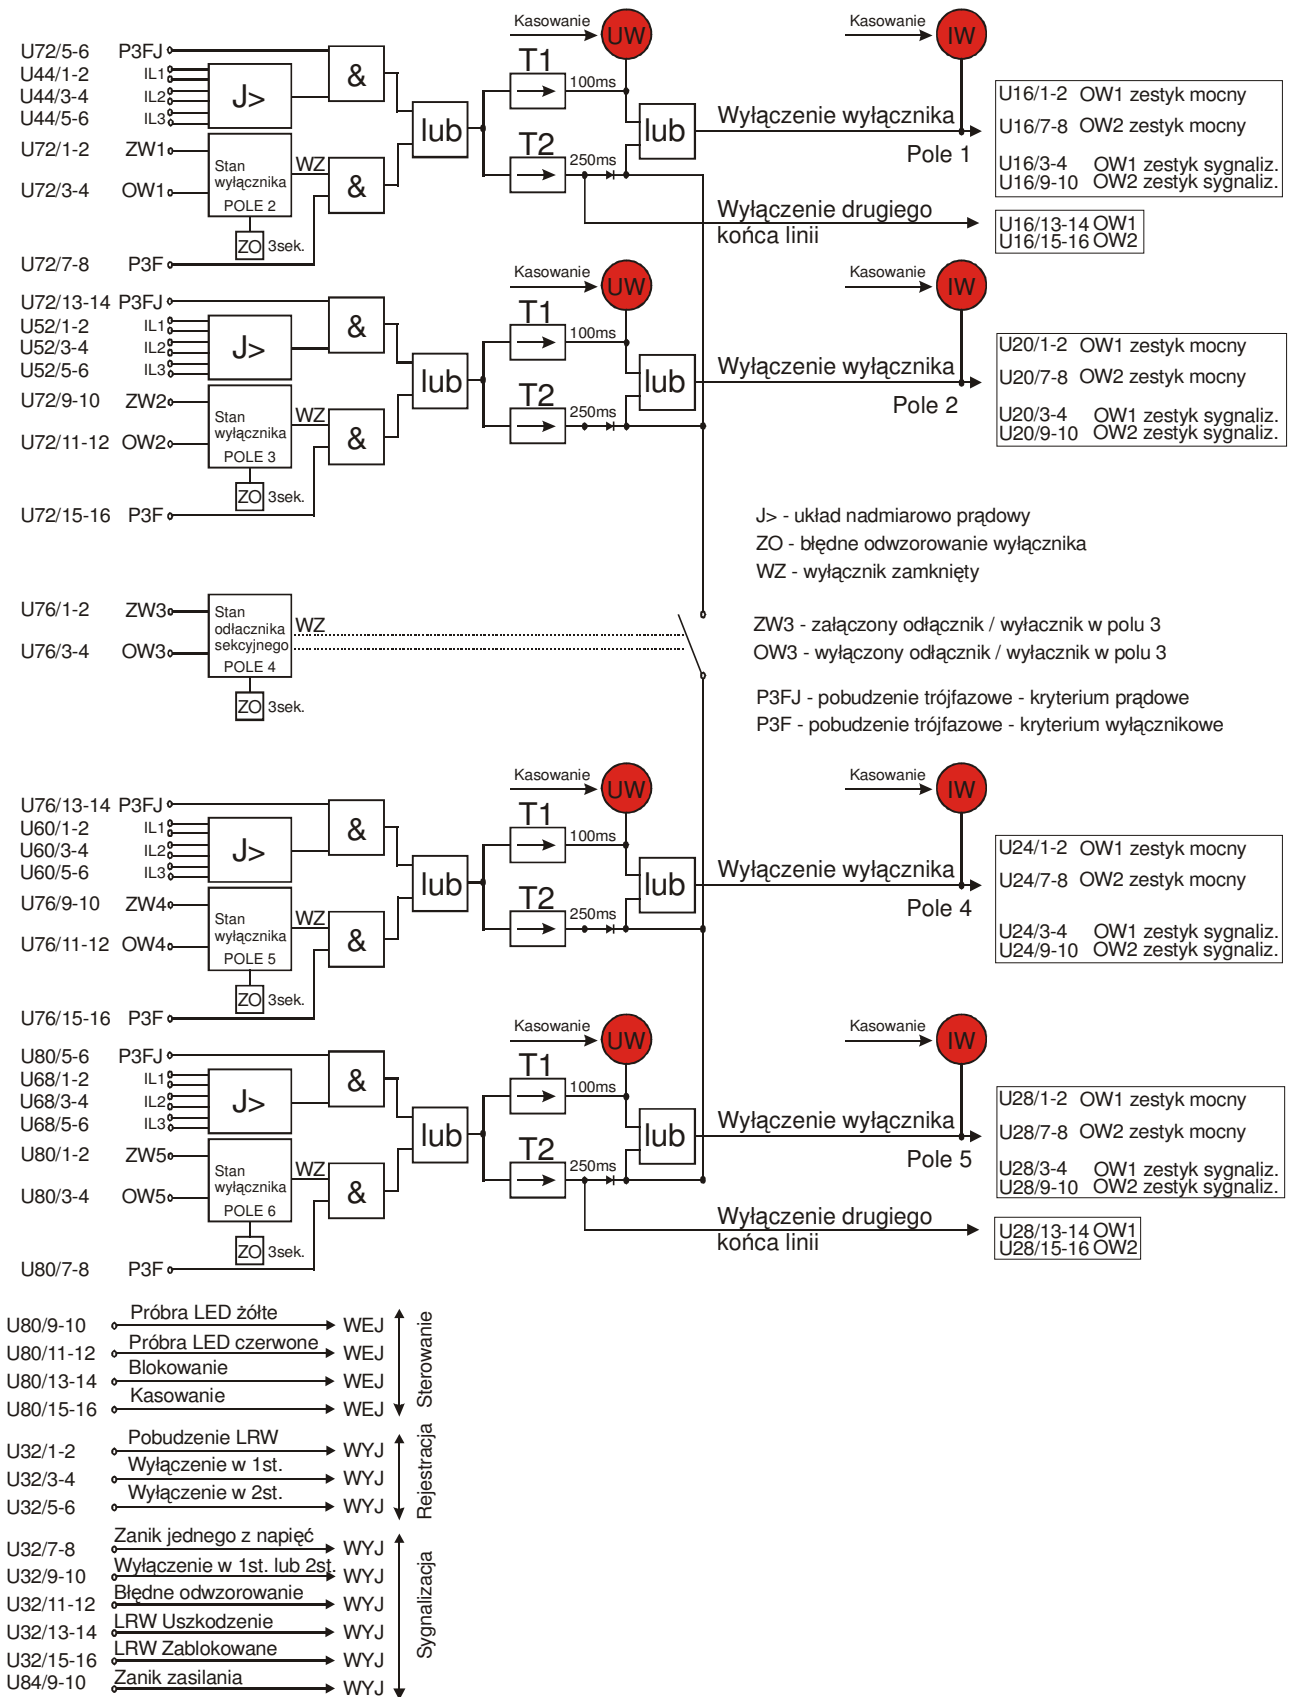 Kasowanie
UW
Kasowanie
IW
U72/5-6 P3FJ
T1
100ms
&
U44/1-2 IL1
U44/3-4 IL2
U44/5-6 IL3
J>
lub
lub
Wyłączenie wyłącznika
Pole 1
U16/1-2 OW1 zestyk mocny
U16/7-8 OW2 zestyk mocny
U16/3-4 OW1 zestyk sygnaliz.
U16/9-10 OW2 zestyk sygnaliz.
U72/1-2 ZW1
U72/3-4 OW1
Stan
wyłącznika
POLE 2
WZ
&
T2
250ms
ZO 3sek.
U72/7-8 P3F
Wyłączenie drugiego
końca linii
U16/13-14 OW1
U16/15-16 OW2
Kasowanie
UW
Kasowanie
IW
U72/13-14 P3FJ
T1
100ms
&
U52/1-2 IL1
U52/3-4 IL2
U52/5-6 IL3
J>
lub
lub
Wyłączenie wyłącznika
Pole 2
U20/1-2 OW1 zestyk mocny
U20/7-8 OW2 zestyk mocny
U20/3-4 OW1 zestyk sygnaliz.
U20/9-10 OW2 zestyk sygnaliz.
U72/9-10 ZW2
U72/11-12 OW2
Stan
wyłącznika
POLE 3
WZ
&
T2
250ms
ZO 3sek.
U72/15-16 P3F
J> - układ nadmiarowo prądowy
ZO - błędne odwzorowanie wyłącznika
WZ - wyłącznik zamknięty
U76/1-2 ZW3
U76/3-4 OW3
Stan
odłacznika
sekcyjnego
POLE 4
WZ
ZO 3sek.
ZW3 - załączony odłącznik / wyłacznik w polu 3
OW3 - wyłączony odłącznik / wyłacznik w polu 3
P3FJ - pobudzenie trójfazowe - kryterium prądowe
P3F - pobudzenie trójfazowe - kryterium wyłącznikowe
Kasowanie
UW
Kasowanie
IW
U76/13-14 P3FJ
T1
100ms
&
U60/1-2 IL1
U60/3-4 IL2
U60/5-6 IL3
J>
lub
lub
Wyłączenie wyłącznika
Pole 4
U24/1-2 OW1 zestyk mocny
U24/7-8 OW2 zestyk mocny
U24/3-4 OW1 zestyk sygnaliz.
U24/9-10 OW2 zestyk sygnaliz.
U76/9-10 ZW4
U76/11-12 OW4
Stan
wyłącznika
POLE 5
WZ
&
T2
250ms
ZO 3sek.
U76/15-16 P3F
Kasowanie
UW
Kasowanie
IW
U80/5-6 P3FJ
T1
100ms
&
U68/1-2 IL1
U68/3-4 IL2
U68/5-6 IL3
J>
lub
lub
Wyłączenie wyłącznika
Pole 5
U28/1-2 OW1 zestyk mocny
U28/7-8 OW2 zestyk mocny
U28/3-4 OW1 zestyk sygnaliz.
U28/9-10 OW2 zestyk sygnaliz.
U80/1-2 ZW5
U80/3-4 OW5
Stan
wyłącznika
POLE 6
WZ
&
T2
250ms
ZO 3sek.
U80/7-8 P3F
Wyłączenie drugiego
końca linii
U28/13-14 OW1
U28/15-16 OW2
U80/9-10 Próbra LED żółte WEJ
U80/11-12 Próbra LED czerwone WEJ
U80/13-14 Blokowanie WEJ
U80/15-16 Kasowanie WEJ
Sterowanie
U32/1-2 Pobudzenie LRW WYJ
U32/3-4 Wyłączenie w 1st. WYJ
U32/5-6 Wyłączenie w 2st. WYJ
Rejestracja
U32/7-8 Zanik jednego z napięć WYJ
U32/9-10 Wyłączenie w 1st. lub 2st. WYJ
U32/11-12 Błędne odwzorowanie WYJ
U32/13-14 LRW Uszkodzenie WYJ
U32/15-16 LRW Zablokowane WYJ
U84/9-10 Zanik zasilania WYJ
Sygnalizacja